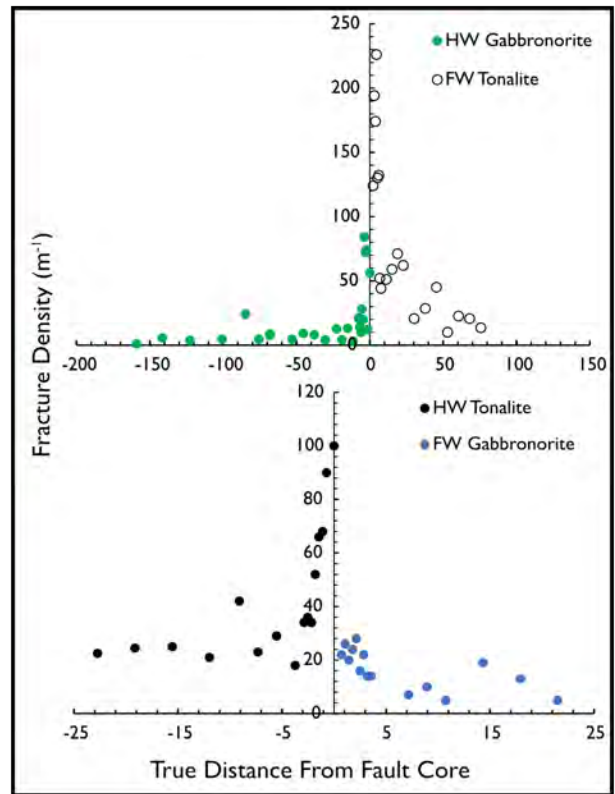 250
HW Gabbronorite
FW Tonalite
200
150
100
50
0
-200 -150 -100 -50 0 50 100 150
Fracture Density (m⁻¹)
120
HW Tonalite
FW Gabbronorite
100
80
60
40
20
0
-25 -15 -5 5 15 25
True Distance From Fault Core